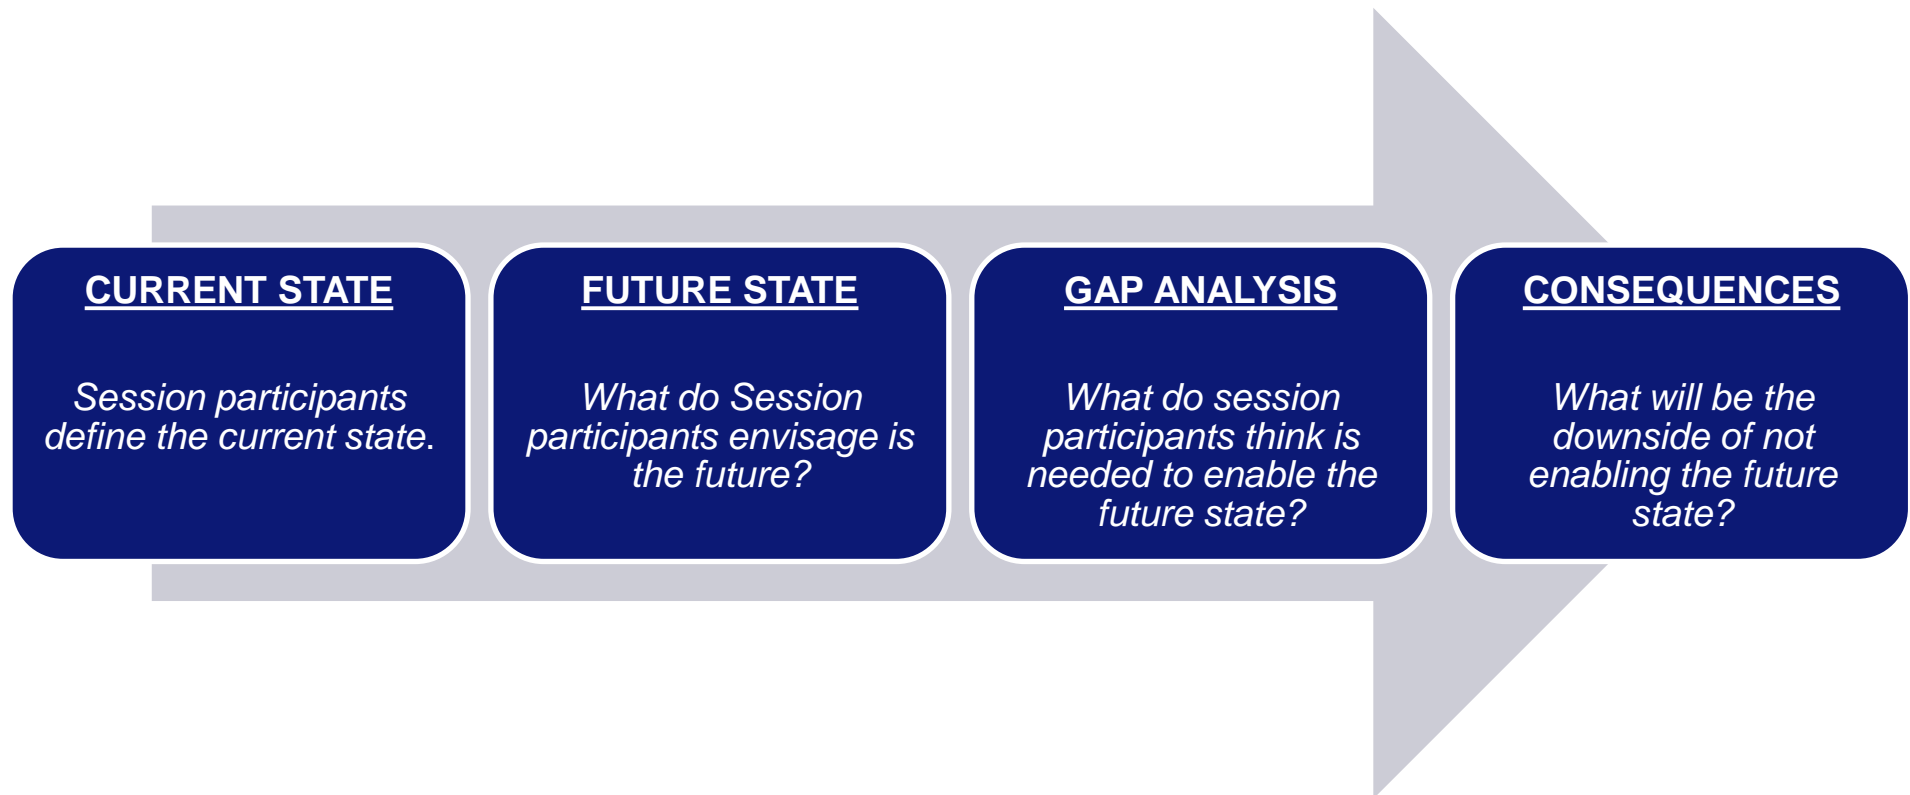 CURRENT STATE
Session participants
define the current state.
FUTURE STATE
What do Session
participants envisage is
the future?
GAP ANALYSIS
What do session
participants think is
needed to enable the
future state?
CONSEQUENCES
What will be the
downside of not
enabling the future
state?